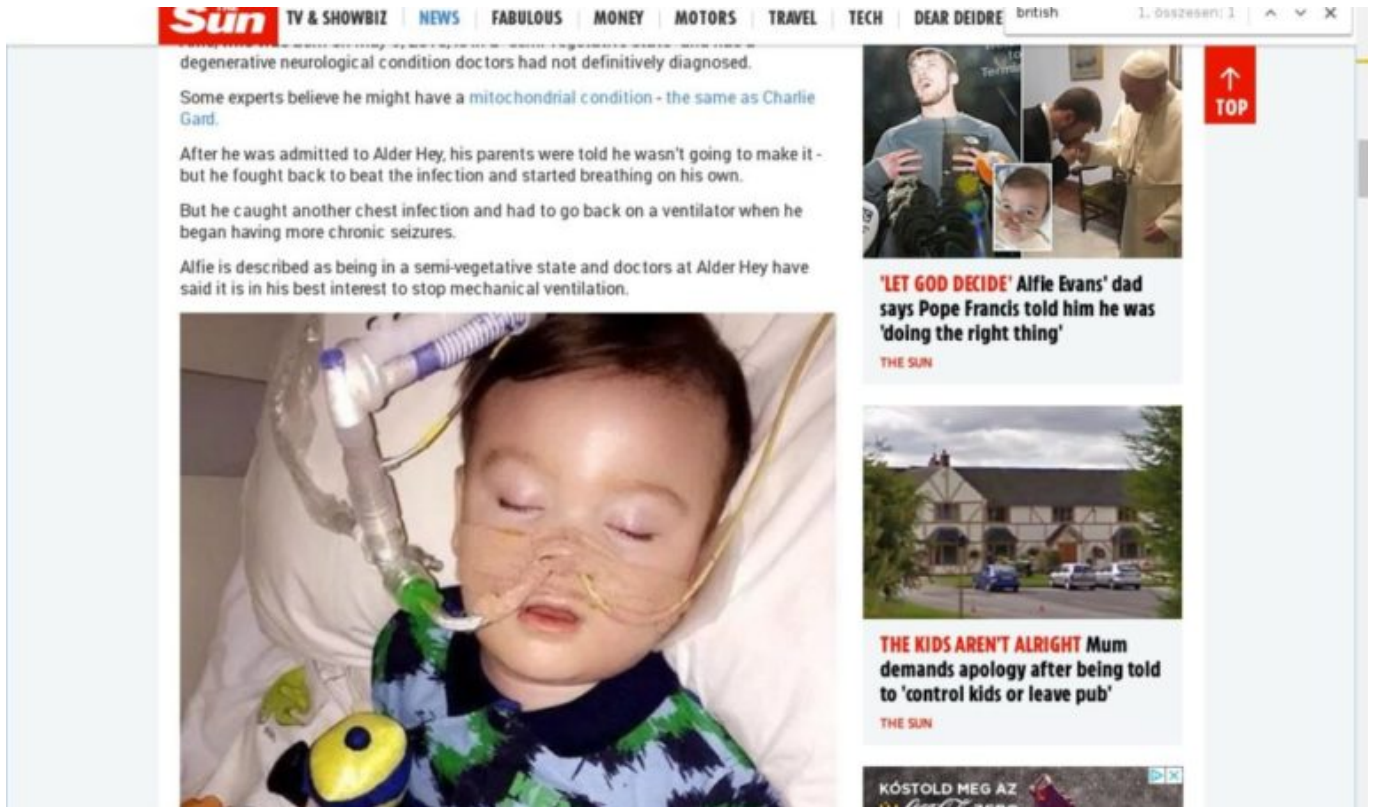 Sun
TV & SHOWBIZ
NEWS
FABULOUS
MONEY
MOTORS
TRAVEL
TECH
DEAR DEIDRE
british
1. összesen: 1
degenerative neurological condition doctors had not definitively diagnosed.
Some experts believe he might have a mitochondrial condition - the same as Charlie
Gard.
After he was admitted to Alder Hey, his parents were told he wasn't going to make it -
but he fought back to beat the infection and started breathing on his own.
But he caught another chest infection and had to go back on a ventilator when he
began having more chronic seizures.
Alfie is described as being in a semi-vegetative state and doctors at Alder Hey have
said it is in his best interest to stop mechanical ventilation.
TOP
'LET GOD DECIDE' Alfie Evans' dad
says Pope Francis told him he was
'doing the right thing'
THE SUN
THE KIDS AREN'T ALRIGHT Mum
demands apology after being told
to 'control kids or leave pub'
THE SUN
KÓSTOLD MEG AZ